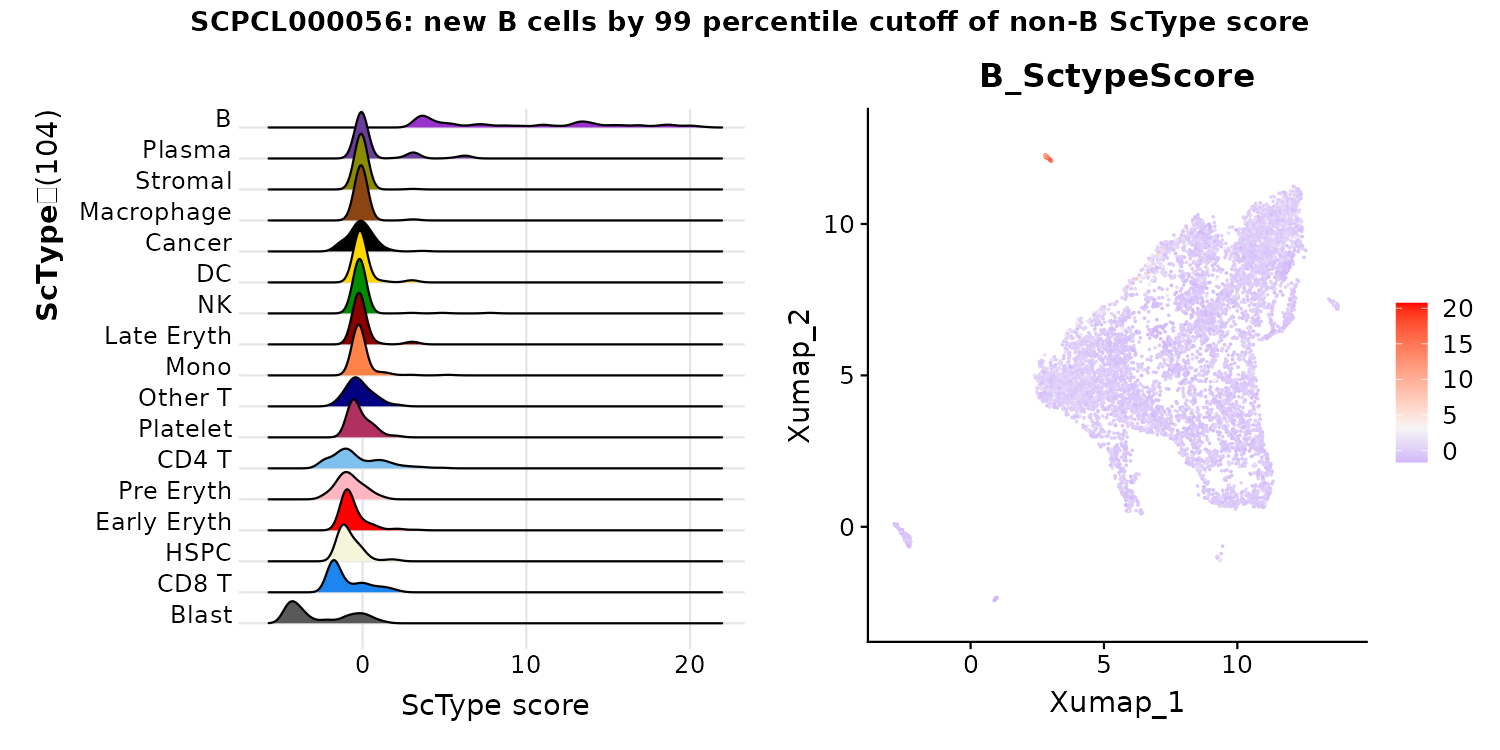 SCPCL000056: new B cells by 99 percentile cutoff of non-B ScType score
ScType□(104)
B
Plasma
Stromal
Macrophage
Cancer
DC
NK
Late Eryth
Mono
Other T
Platelet
CD4 T
Pre Eryth
Early Eryth
HSPC
CD8 T
Blast
0
10
20
ScType score
B_SctypeScore
Xumap_2
10
5
0
0
5
10
Xumap_1
20
15
10
5
0